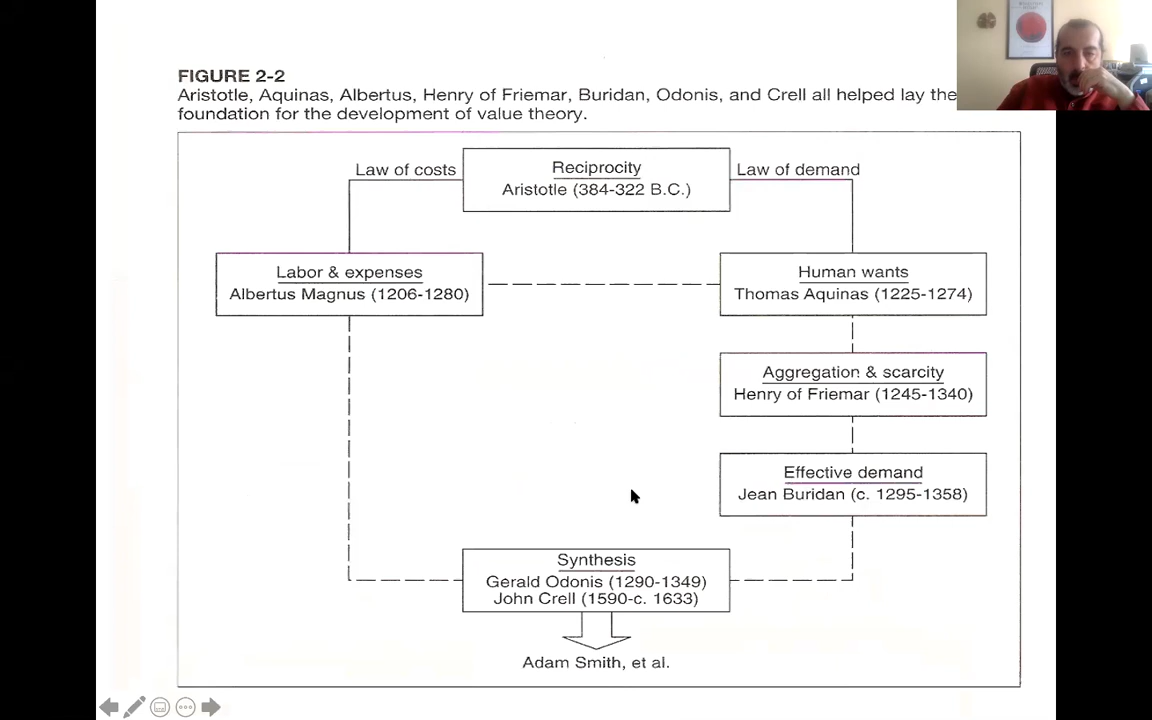 FIGURE 2-2
Aristotle, Aquinas, Albertus, Henry of Friemar, Buridan, Odonis, and Crell all helped lay the
foundation for the development of value theory.
Law of costs
Reciprocity
Aristotle (384-322 B.C.)
Law of demand
Labor & expenses
Albertus Magnus (1206-1280)
Human wants
Thomas Aquinas (1225-1274)
Aggregation & scarcity
Henry of Friemar (1245-1340)
Effective demand
Jean Buridan (c. 1295-1358)
Synthesis
Gerald Odonis (1290-1349)
John Crell (1590-c. 1633)
Adam Smith, et al.